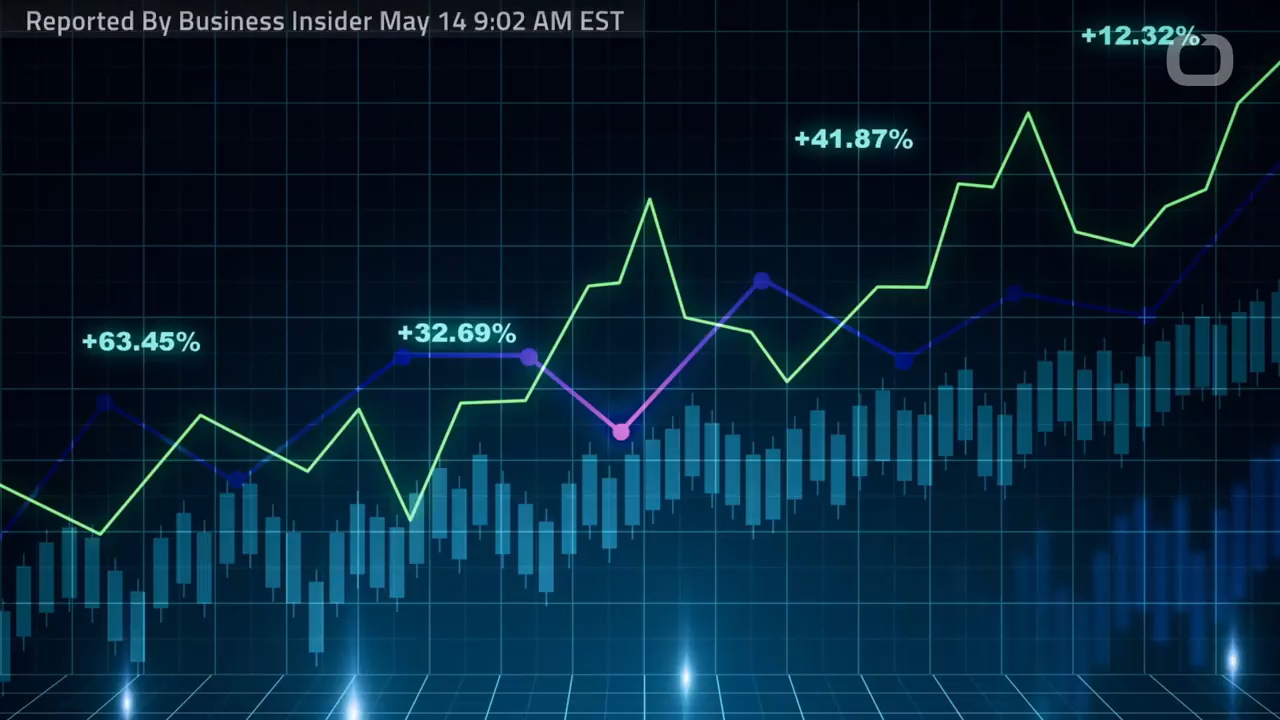 Reported By Business Insider May 14 9:02 AM EST
+12.32%
+41.87%
+32.69%
+63.45%